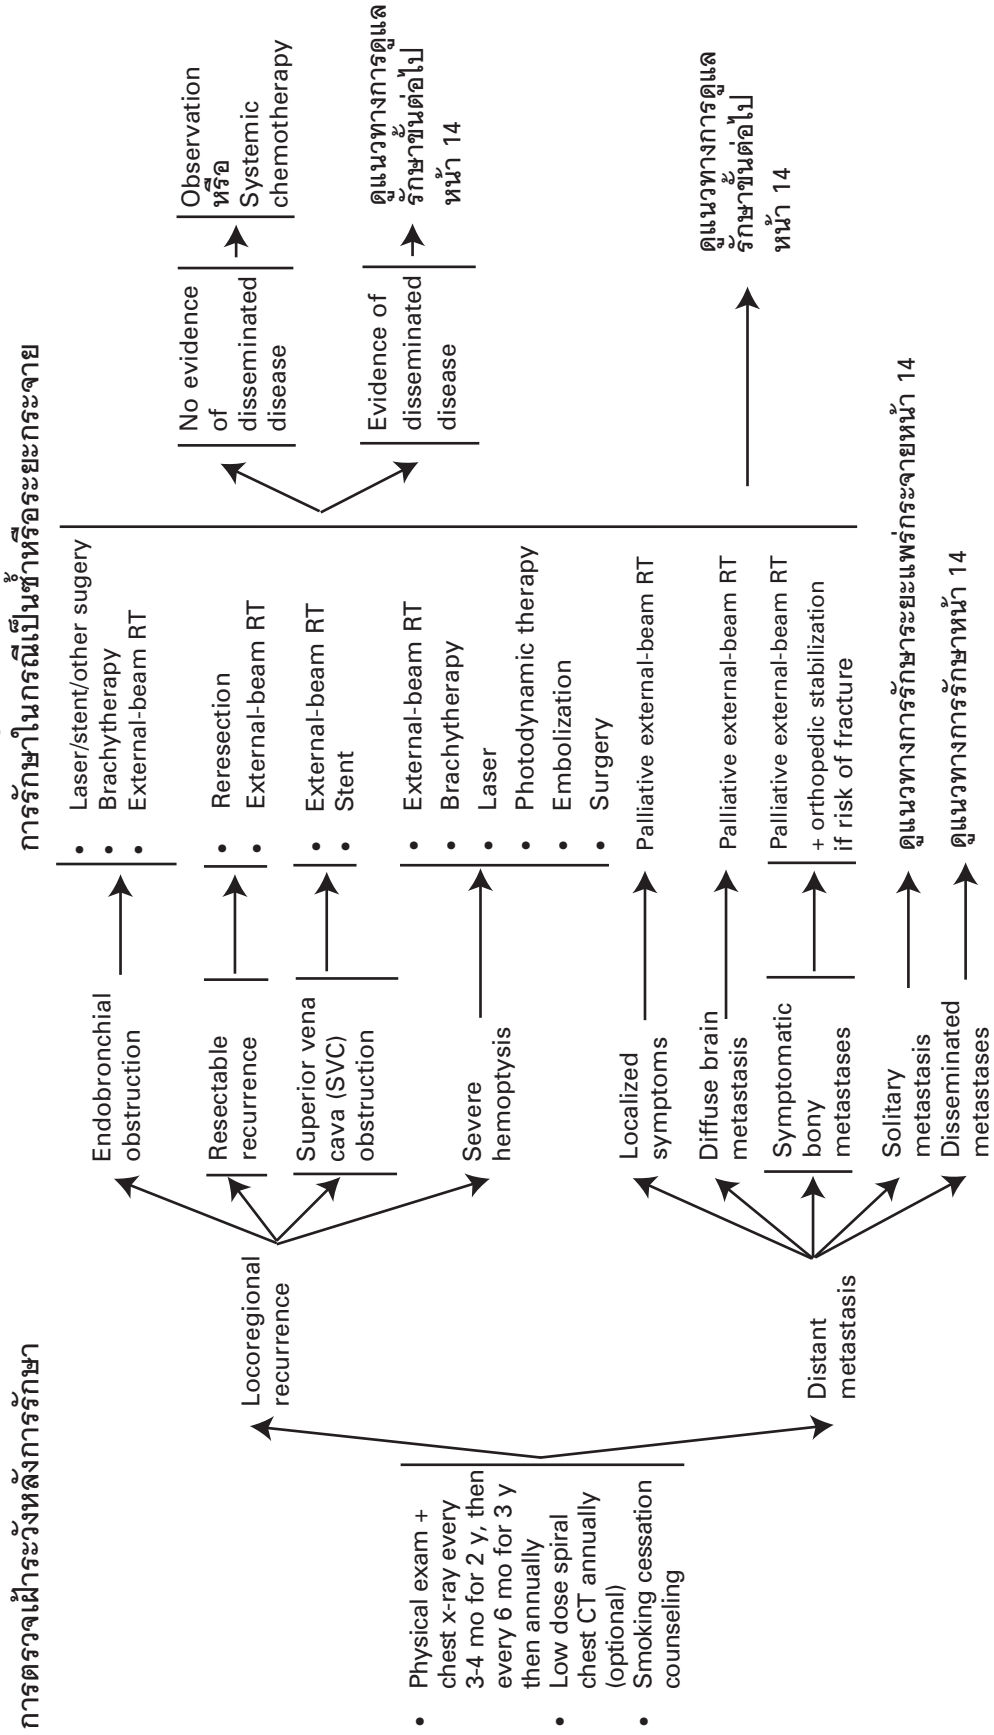 การตรวจเฝ้าระวังหลังการรักษา
การรักษาในกรณีเป็นซ้ำหรือระยะกระจาย
• Physical exam +
chest x-ray every
3-4 mo for 2 y, then
every 6 mo for 3 y
then annually
• Low dose spiral
chest CT annually
(optional)
• Smoking cessation
counseling
Locoregional
recurrence
Endobronchial
obstruction
• Laser/stent/other sugery
• Brachytherapy
• External-beam RT
Resectable
recurrence
• Reresection
• External-beam RT
Superior vena
cava (SVC)
obstruction
• External-beam RT
• Stent
Severe
hemoptysis
• External-beam RT
• Brachytherapy
• Laser
• Photodynamic therapy
• Embolization
• Surgery
No evidence
of
disseminated
disease
Observation
หรือ
Systemic
chemotherapy
Evidence of
disseminated
disease
ดูแนวทางการดูแล
รักษาขั้นต่อไป
หน้า 14
Distant
metastasis
Localized
symptoms
Palliative external-beam RT
Diffuse brain
metastasis
Palliative external-beam RT
Symptomatic
bony
metastases
Palliative external-beam RT
+ orthopedic stabilization
if risk of fracture
ดูแนวทางการดูแล
รักษาขั้นต่อไป
หน้า 14
Solitary
metastasis
ดูแนวทางการรักษาระยะแพร่กระจายหน้า 14
Disseminated
metastases
ดูแนวทางการรักษาหน้า 14